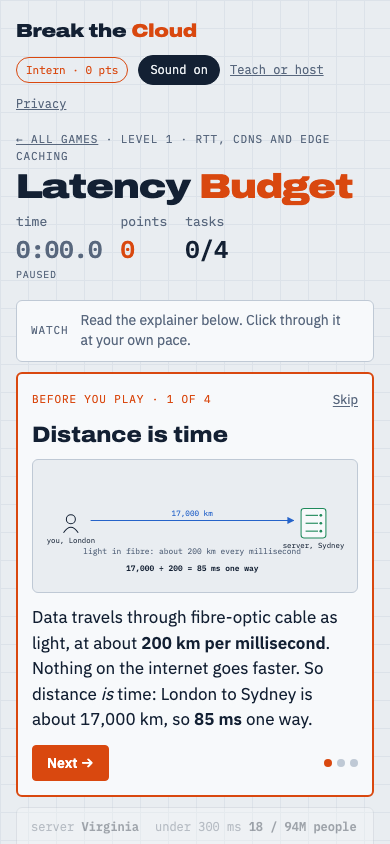 Break the Cloud
Intern · 0 pts
Sound on
Teach or host
Privacy
← ALL GAMES · LEVEL 1 · RTT, CDNS AND EDGE
CACHING
Latency Budget
time points tasks
0:00.0 0 0/4
PAUSED
WATCH
Read the explainer below. Click through it
at your own pace.
BEFORE YOU PLAY · 1 OF 4
Skip
Distance is time
17,000 km
you, London
server, Sydney
light in fibre: about 200 km every millisecond
17,000 ÷ 200 = 85 ms one way
Data travels through fibre-optic cable as
light, at about 200 km per millisecond.
Nothing on the internet goes faster. So
distance is time: London to Sydney is
about 17,000 km, so 85 ms one way.
Next →
server Virginia under 300 ms 18 / 94M people